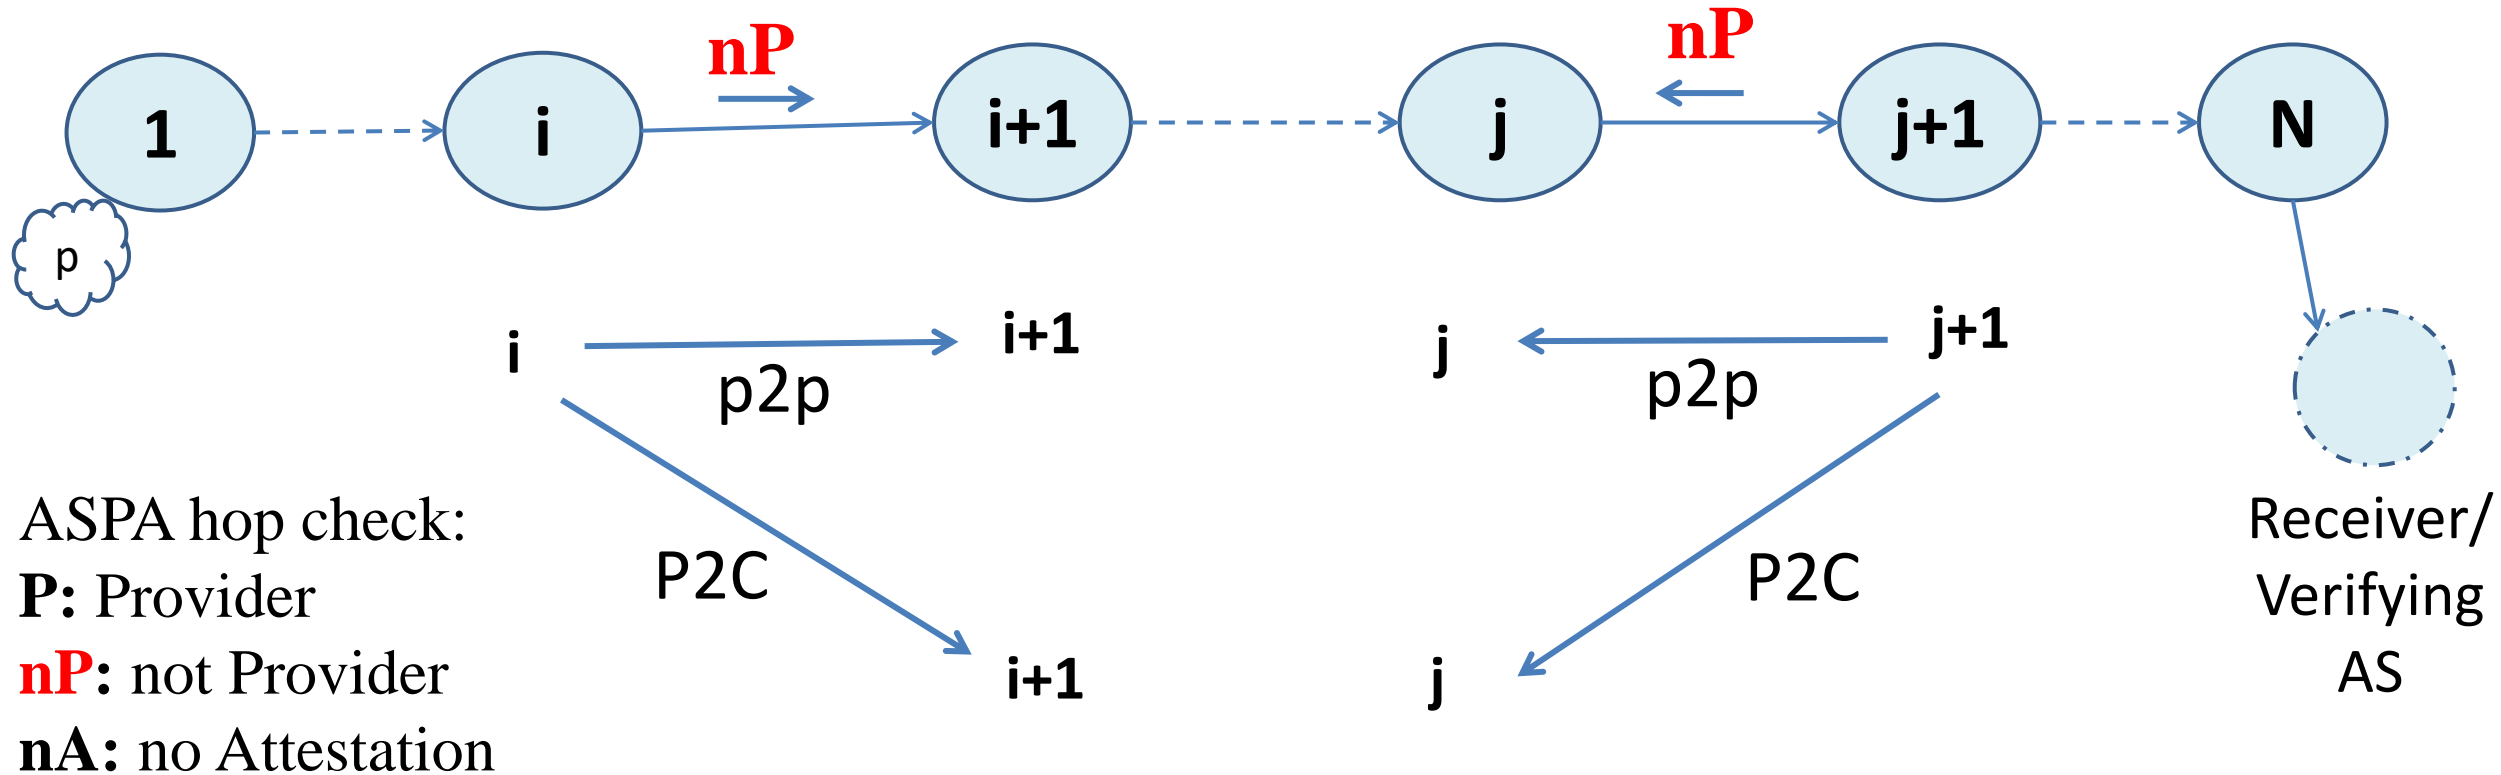 nP
nP
1
i
i+1
j
j+1
N
p
i
i+1
j
j+1
p2p
p2p
ASPA hop check:
P: Provider
nP: not Provider
nA: no Attestation
P2C
P2C
i+1
j
Receiver/
Verifying
AS